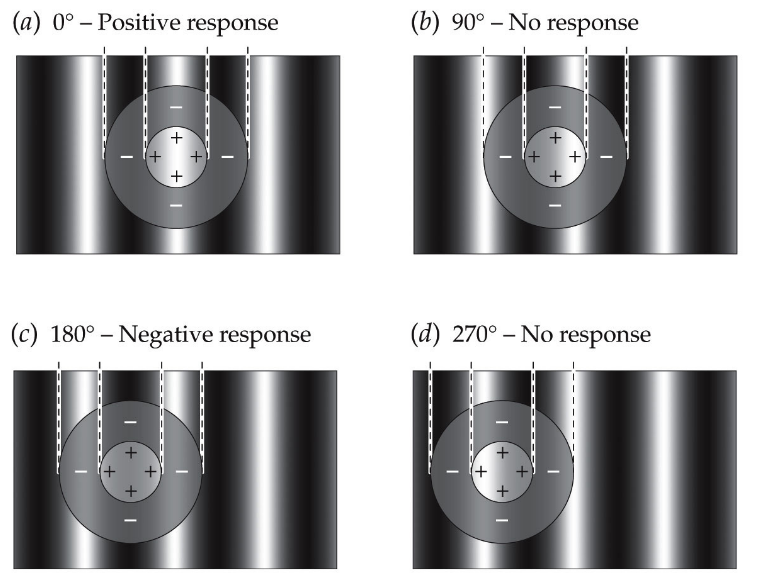 (a) 0° – Positive response
(b) 90° – No response
–
+
– + + –
+
–
–
+
– + + –
+
–
(c) 180° – Negative response
(d) 270° – No response
–
+
– + + –
+
–
–
+
– + + –
+
–